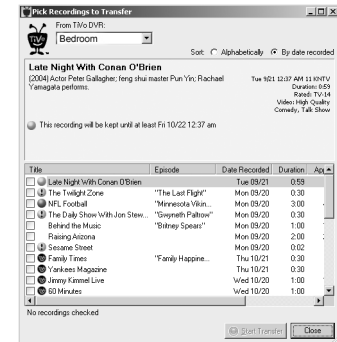 Pick Recordings to Transfer
From TiVo DVR:
TiVo
Bedroom
Sort: Alphabetically By date recorded
Late Night With Conan O'Brien
(2004) Actor Peter Gallagher; feng shui master Pun Yin; Rachael Yamagata performs.
Tue 9/21 12:37 AM 11 KNTV
Duration: 0:59
Rated: TV-14
Video: High Quality
Comedy, Talk Show
This recording will be kept until at least Fri 10/22 12:37 am
Title Episode Date Recorded Duration
Late Night With Conan O'Brien Tue 09/21 0:59
The Twilight Zone "The Last Flight" Mon 09/20 0:30
NFL Football "Minnesota Vikin... Mon 09/20 3:00
The Daily Show With Jon Stew... "Gwyneth Paltrow" Mon 09/20 0:30
Behind the Music "Britney Spears" Mon 09/20 1:00
Raising Arizona Mon 09/20 2:00
Sesame Street Mon 09/20 0:02
Family Times "Family Happine... Thu 10/21 0:30
Yankees Magazine Thu 10/21 0:30
Jimmy Kimmel Live Wed 10/20 1:00
60 Minutes Wed 10/20 1:00
No recordings checked
Start Transfer Close